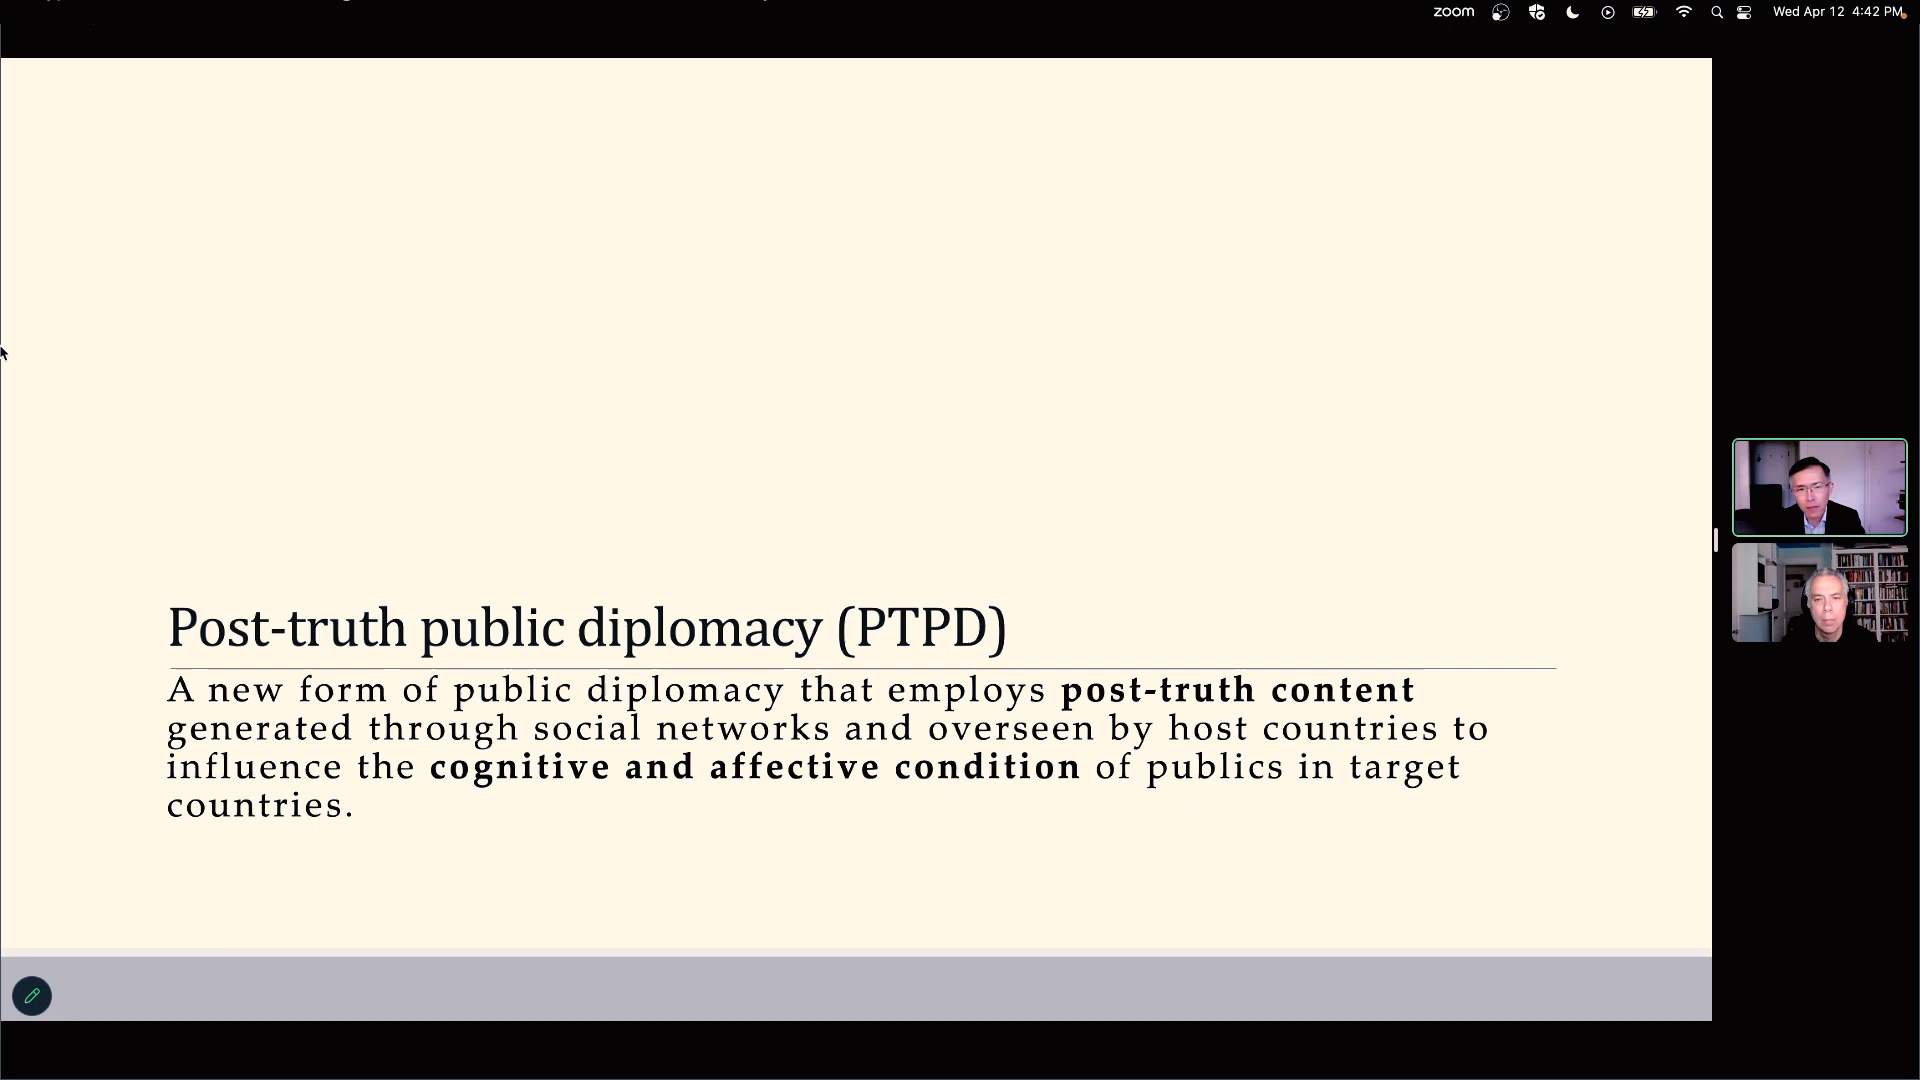 zoom
Wed Apr 12 4:42 PM
Post-truth public diplomacy (PTPD)
A new form of public diplomacy that employs post-truth content
generated through social networks and overseen by host countries to
influence the cognitive and affective condition of publics in target
countries.